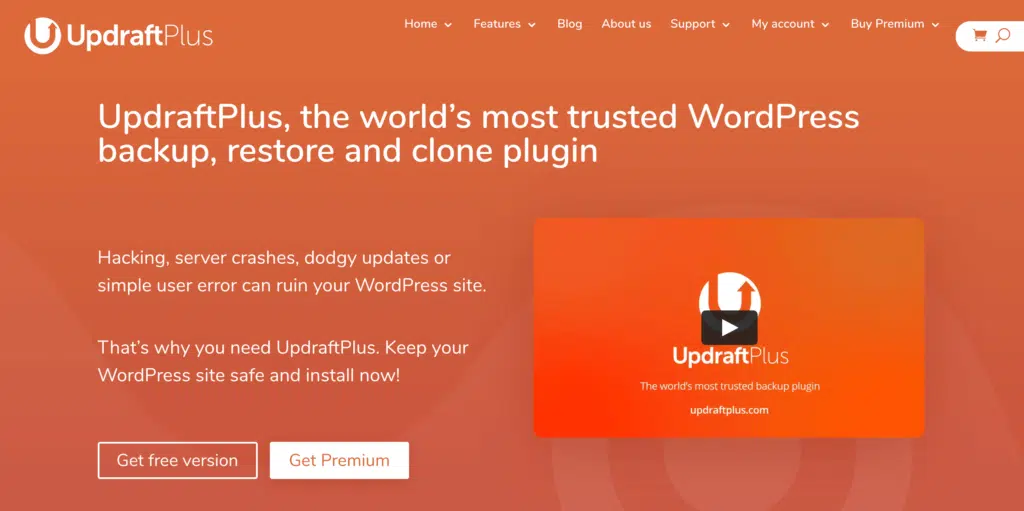 UpdraftPlus
Home
Features
Blog
About us
Support
My account
Buy Premium
UpdraftPlus, the world's most trusted WordPress
backup, restore and clone plugin
Hacking, server crashes, dodgy updates or
simple user error can ruin your WordPress site.
That's why you need UpdraftPlus. Keep your
WordPress site safe and install now!
Get free version
Get Premium
UpdraftPlus
The world's most trusted backup plugin
updraftplus.com